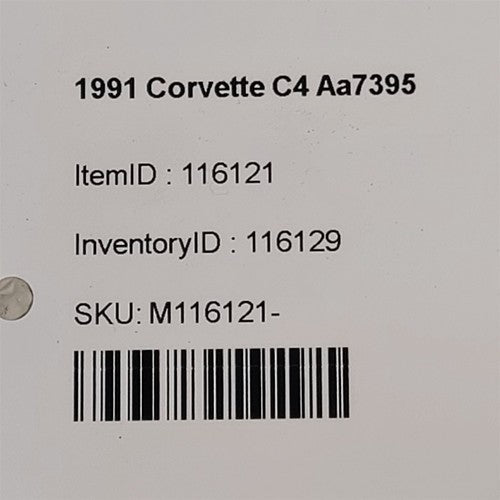 1991 Corvette C4 Aa7395
ItemID : 116121
InventoryID : 116129
SKU: M116121-